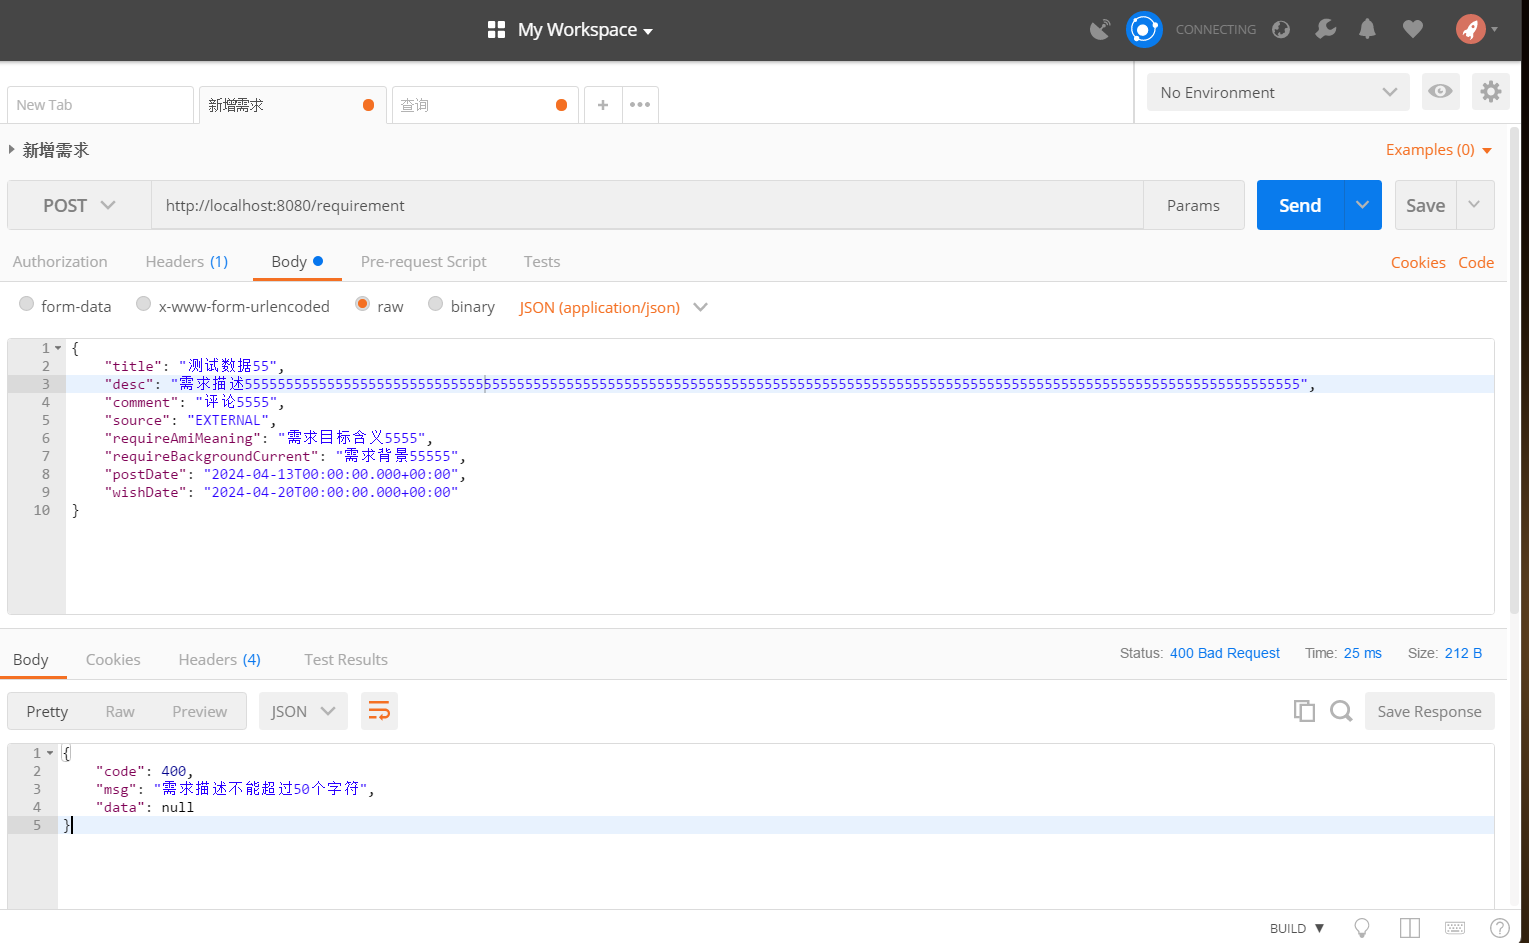 My Workspace
CONNECTING
New Tab
新增需求
查询
No Environment
新增需求
Examples (0)
POST
http://localhost:8080/requirement
Params
Send
Save
Authorization
Headers (1)
Body
Pre-request Script
Tests
Cookies
Code
form-data
x-www-form-urlencoded
raw
binary
JSON (application/json)
1 {
2 "title": "测试数据55",
3 "desc": "需求描述55555555555555555555555555555555555555555555555555555555555555555555555555555555555555555555555555555555555555555555555555555555",
4 "comment": "评论5555",
5 "source": "EXTERNAL",
6 "requireAmiMeaning": "需求目标含义5555",
7 "requireBackgroundCurrent": "需求背景55555",
8 "postDate": "2024-04-13T00:00:00.000+00:00",
9 "wishDate": "2024-04-20T00:00:00.000+00:00"
10 }
Body
Cookies
Headers (4)
Test Results
Status: 400 Bad Request
Time: 25 ms
Size: 212 B
Pretty
Raw
Preview
JSON
Save Response
1 {
2 "code": 400,
3 "msg": "需求描述不能超过50个字符",
4 "data": null
5 }
BUILD